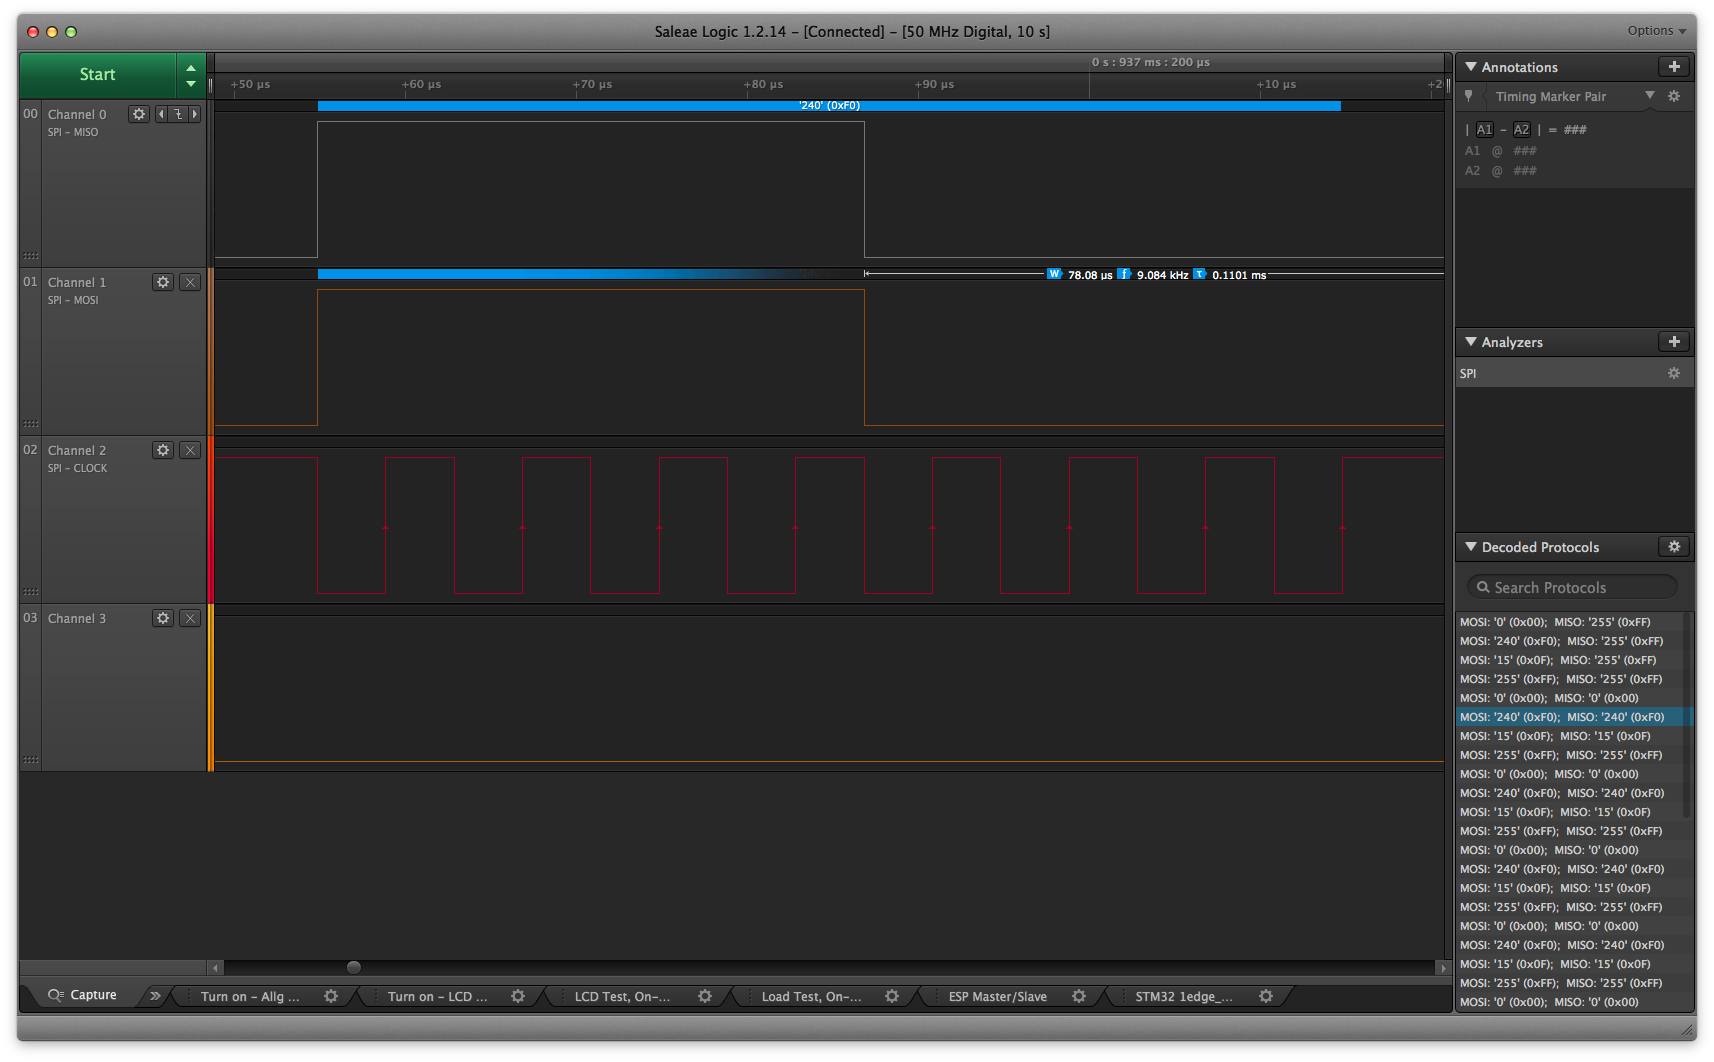 Saleae Logic 1.2.14 – [Connected] – [50 MHz Digital, 10 s]
Options
Start
0 s : 937 ms : 200 µs
+50 µs +60 µs +70 µs +80 µs +90 µs +10 µs +2
00 Channel 0
SPI – MISO
'240' (0xF0)
01 Channel 1
SPI – MOSI
W 78.08 µs f 9.084 kHz T 0.1101 ms
02 Channel 2
SPI – CLOCK
03 Channel 3
Annotations
Timing Marker Pair
| A1 – A2 | = ###
A1 @ ###
A2 @ ###
Analyzers
SPI
Decoded Protocols
Search Protocols
MOSI: '0' (0x00); MISO: '255' (0xFF)
MOSI: '240' (0xF0); MISO: '255' (0xFF)
MOSI: '15' (0x0F); MISO: '255' (0xFF)
MOSI: '255' (0xFF); MISO: '255' (0xFF)
MOSI: '0' (0x00); MISO: '0' (0x00)
MOSI: '240' (0xF0); MISO: '240' (0xF0)
MOSI: '15' (0x0F); MISO: '15' (0x0F)
MOSI: '255' (0xFF); MISO: '255' (0xFF)
MOSI: '0' (0x00); MISO: '0' (0x00)
MOSI: '240' (0xF0); MISO: '240' (0xF0)
MOSI: '15' (0x0F); MISO: '15' (0x0F)
MOSI: '255' (0xFF); MISO: '255' (0xFF)
MOSI: '0' (0x00); MISO: '0' (0x00)
MOSI: '240' (0xF0); MISO: '240' (0xF0)
MOSI: '15' (0x0F); MISO: '15' (0x0F)
MOSI: '255' (0xFF); MISO: '255' (0xFF)
MOSI: '0' (0x00); MISO: '0' (0x00)
MOSI: '240' (0xF0); MISO: '240' (0xF0)
MOSI: '15' (0x0F); MISO: '15' (0x0F)
MOSI: '255' (0xFF); MISO: '255' (0xFF)
MOSI: '0' (0x00); MISO: '0' (0x00)
Capture
Turn on – Allg ...
Turn on – LCD ...
LCD Test, On-...
Load Test, On-...
ESP Master/Slave
STM32 1edge_...